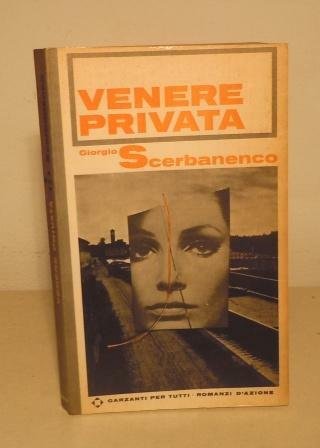 VENERE
PRIVATA
Giorgio Scerbanenco
GARZANTI PER TUTTI · ROMANZI D'AZIONE